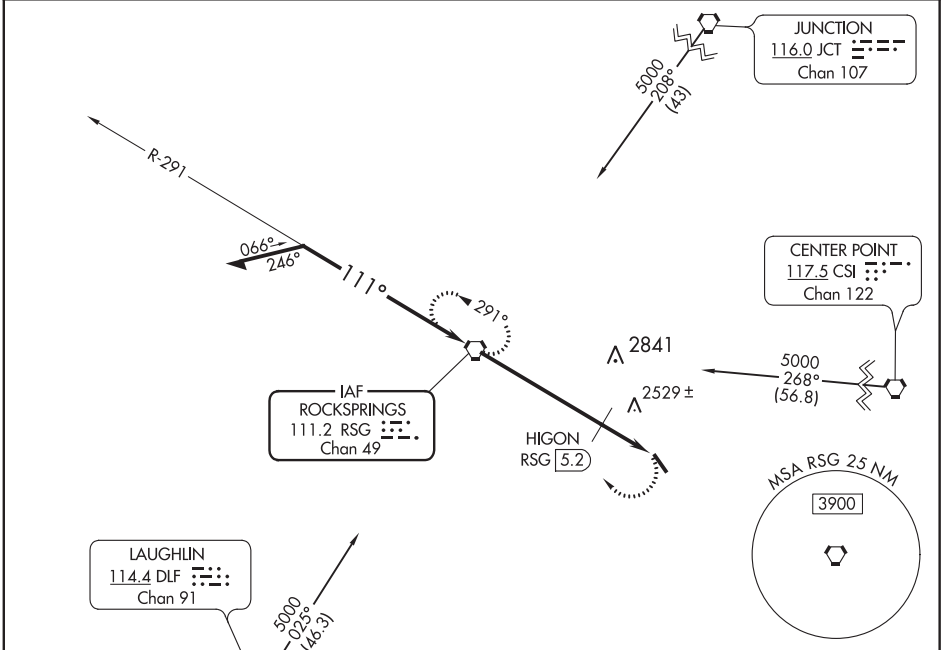 JUNCTION
116.0 JCT
Chan 107
5000
208°
(43)
R-291
066°
246°
111°
291°
CENTER POINT
117.5 CSI
Chan 122
2841
5000
268°
(56.8)
2529 ±
IAF
ROCKSPRINGS
111.2 RSG
Chan 49
HIGON
RSG 5.2
MSA RSG 25 NM
3900
LAUGHLIN
114.4 DLF
Chan 91
5000
025°
(46.3)